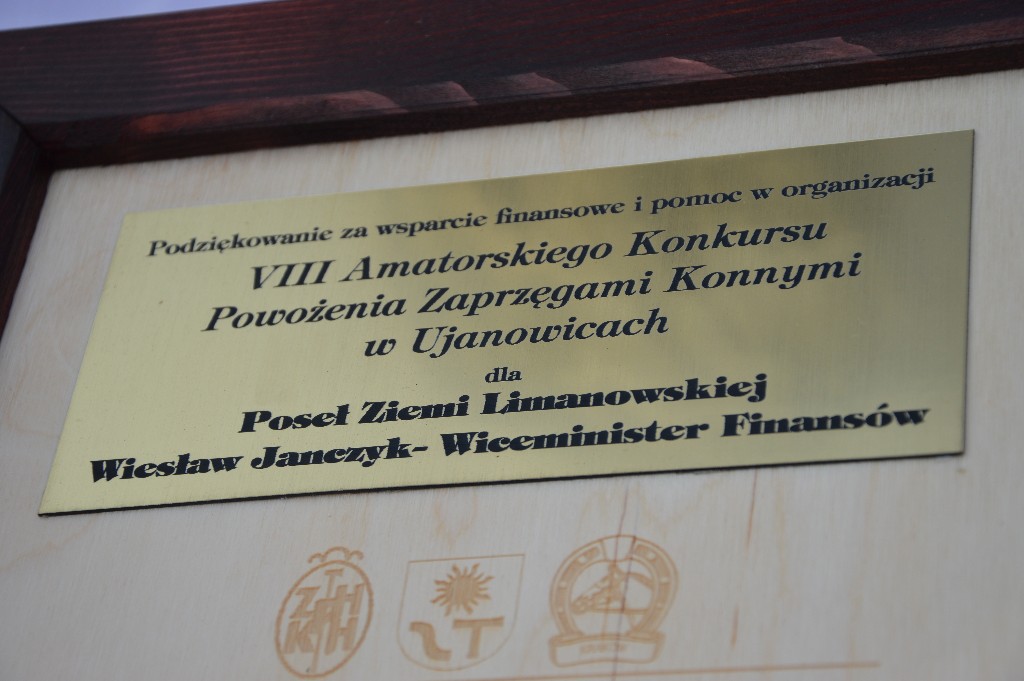 Podziękowanie za wsparcie finansowe i pomoc w organizacji
VIII Amatorskiego Konkursu
Powożenia Zaprzęgami Konnymi
w Ujanowicach
dla
Poseł Ziemi Limanowskiej
Wiesław Janczyk- Wiceminister Finansów